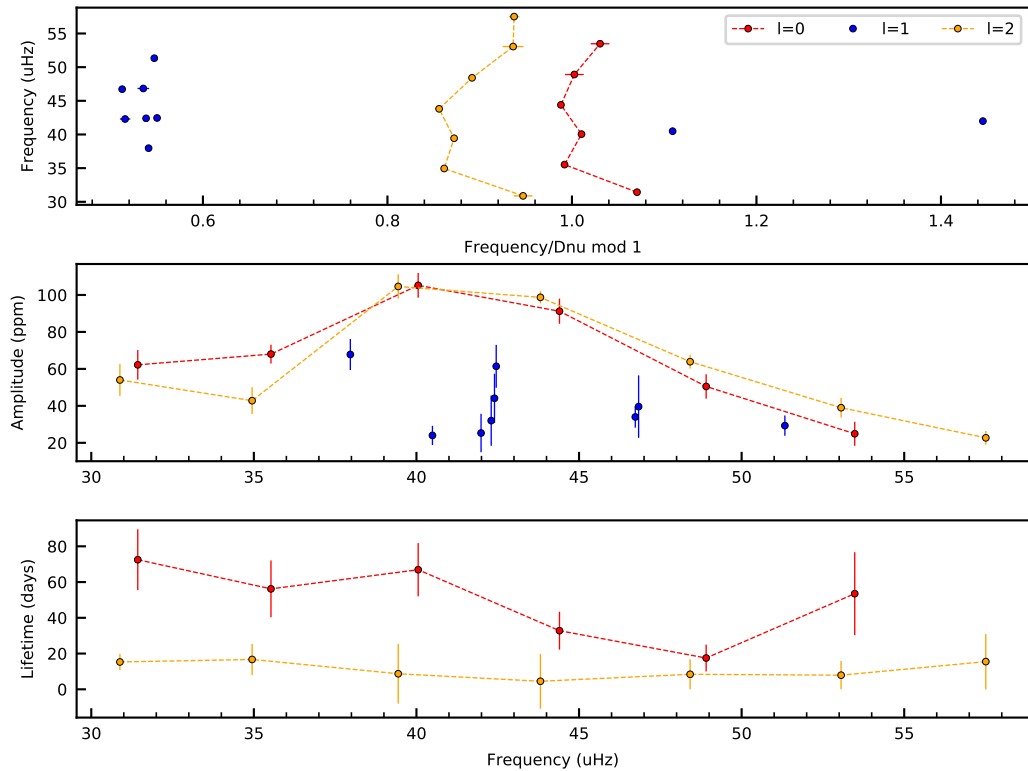 l=0 l=1 l=2
Frequency (uHz)
55
50
45
40
35
30
0.6 0.8 1.0 1.2 1.4
Frequency/Dnu mod 1
Amplitude (ppm)
100
80
60
40
20
30 35 40 45 50 55
Lifetime (days)
80
60
40
20
0
30 35 40 45 50 55
Frequency (uHz)